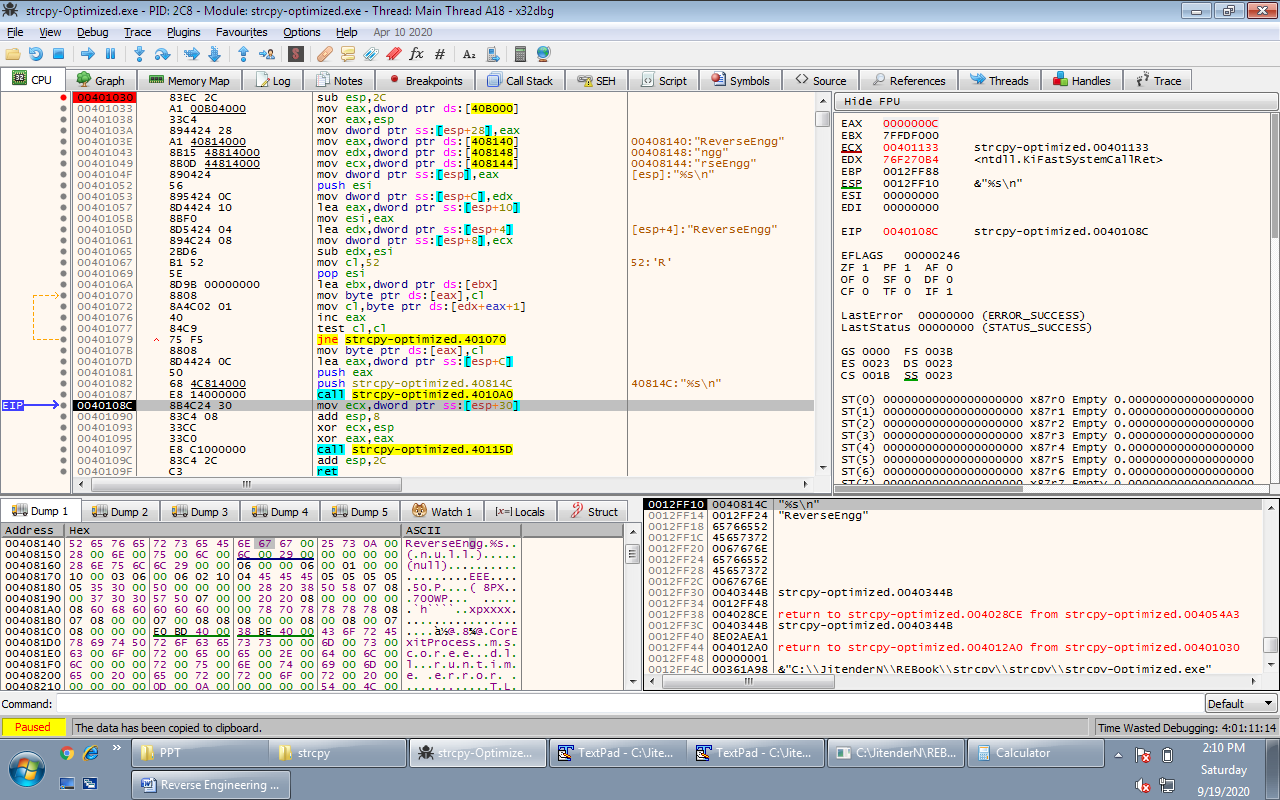 strcpy-Optimized.exe - PID: 2C8 - Module: strcpy-optimized.exe - Thread: Main Thread A18 - x32dbg
File View Debug Trace Plugins Favourites Options Help Apr 10 2020
CPU Graph Memory Map Log Notes Breakpoints Call Stack SEH Script Symbols Source References Threads Handles Trace
00401030 83EC 2C sub esp,2C
00401033 A1 00B04000 mov eax,dword ptr ds:[40B000]
00401038 33C4 xor eax,esp
0040103A 894424 28 mov dword ptr ss:[esp+28],eax
0040103E A1 40814000 mov eax,dword ptr ds:[408140] 00408140:"ReverseEngg"
00401043 8B15 48814000 mov edx,dword ptr ds:[408148] 00408148:"ngg"
00401049 8B0D 44814000 mov ecx,dword ptr ds:[408144] 00408144:"rseEngg"
0040104F 890424 mov dword ptr ss:[esp],eax [esp]:"%s\n"
00401052 56 push esi
00401053 895424 0C mov dword ptr ss:[esp+C],edx
00401057 8D4424 10 lea eax,dword ptr ss:[esp+10]
0040105B 8BF0 mov esi,eax
0040105D 8D5424 04 lea edx,dword ptr ss:[esp+4] [esp+4]:"ReverseEngg"
00401061 894C24 08 mov dword ptr ss:[esp+8],ecx
00401065 2BD6 sub edx,esi
00401067 B1 52 mov cl,52 52:'R'
00401069 5E pop esi
0040106A 8D9B 00000000 lea ebx,dword ptr ds:[ebx]
00401070 8808 mov byte ptr ds:[eax],cl
00401072 8A4C02 01 mov cl,byte ptr ds:[edx+eax+1]
00401076 40 inc eax
00401077 84C9 test cl,cl
00401079 75 F5 jne strcpy-optimized.401070
0040107B 8808 mov byte ptr ds:[eax],cl
0040107D 8D4424 0C lea eax,dword ptr ss:[esp+C]
00401081 50 push eax
00401082 68 4C814000 push strcpy-optimized.40814C 40814C:"%s\n"
00401087 E8 14000000 call strcpy-optimized.4010A0
EIP 0040108C 8B4C24 30 mov ecx,dword ptr ss:[esp+30]
00401090 83C4 08 add esp,8
00401093 33CC xor ecx,esp
00401095 33C0 xor eax,eax
00401097 E8 C1000000 call strcpy-optimized.40115D
0040109C 83C4 2C add esp,2C
0040109F C3 ret
Hide FPU
EAX 0000000C
EBX 7FFDF000
ECX 00401133 strcpy-optimized.00401133
EDX 76F270B4 <ntdll.KiFastSystemCallRet>
EBP 0012FF88
ESP 0012FF10 &"%s\n"
ESI 00000000
EDI 00000000
EIP 0040108C strcpy-optimized.0040108C
EFLAGS 00000246
ZF 1 PF 1 AF 0
OF 0 SF 0 DF 0
CF 0 TF 0 IF 1
LastError 00000000 (ERROR_SUCCESS)
LastStatus 00000000 (STATUS_SUCCESS)
GS 0000 FS 003B
ES 0023 DS 0023
CS 001B SS 0023
ST(0) 00000000000000000000 x87r0 Empty 0.000000000000000000
ST(1) 00000000000000000000 x87r1 Empty 0.000000000000000000
ST(2) 00000000000000000000 x87r2 Empty 0.000000000000000000
ST(3) 00000000000000000000 x87r3 Empty 0.000000000000000000
ST(4) 00000000000000000000 x87r4 Empty 0.000000000000000000
ST(5) 00000000000000000000 x87r5 Empty 0.000000000000000000
ST(6) 00000000000000000000 x87r6 Empty 0.000000000000000000
Dump 1 Dump 2 Dump 3 Dump 4 Dump 5 Watch 1 Locals Struct
Address Hex ASCII
00408140 52 65 76 65 72 73 65 45 6E 67 67 00 25 73 0A 00 ReverseEngg.%s..
00408150 28 00 6E 00 75 00 6C 00 6C 00 29 00 00 00 00 00 (.n.u.l.l.).....
00408160 28 6E 75 6C 6C 29 00 00 06 00 00 06 00 01 00 00 (null)..........
00408170 10 00 03 06 00 06 02 10 04 45 45 45 05 05 05 05 .........EEE....
00408180 05 35 30 00 50 00 00 00 00 28 20 38 50 58 07 08 .50.P....( 8PX..
00408190 00 37 30 30 57 50 07 00 00 20 20 08 00 00 00 00 .700WP...
004081A0 08 60 68 60 60 60 60 00 00 78 70 78 78 78 78 08 .`h````..xpxxxx.
004081B0 07 08 00 00 07 00 08 08 08 00 00 08 00 08 00 07
004081C0 08 00 00 00 E0 BD 40 00 38 BE 40 00 43 6F 72 45 ....à½@.8¾@.CorE
004081D0 78 69 74 50 72 6F 63 65 73 73 00 00 6D 00 73 00 xitProcess..m.s.
004081E0 63 00 6F 00 72 00 65 00 65 00 2E 00 64 00 6C 00 c.o.r.e.e...d.l.
004081F0 6C 00 00 00 72 00 75 00 6E 00 74 00 69 00 6D 00 l...r.u.n.t.i.m.
00408200 65 00 20 00 65 00 72 00 72 00 6F 00 72 00 20 00 e. .e.r.r.o.r. .
00408210 00 00 00 00 0D 00 0A 00 00 00 00 00 54 00 4C 00 ............T.L.
0012FF10 0040814C "%s\n"
0012FF14 0012FF24 "ReverseEngg"
0012FF18 65766552
0012FF1C 45657372
0012FF20 0067676E
0012FF24 65766552
0012FF28 45657372
0012FF2C 0067676E
0012FF30 0040344B strcpy-optimized.0040344B
0012FF34 0012FF48
0012FF38 004028CE return to strcpy-optimized.004028CE from strcpy-optimized.004054A3
0012FF3C 0040344B strcpy-optimized.0040344B
0012FF40 8E02AEA1
0012FF44 004012A0 return to strcpy-optimized.004012A0 from strcpy-optimized.00401030
0012FF48 00000001
0012FF4C 00361A98 &"C:\\JitenderN\\REBook\\strcpy\\strcpy\\strcpy-Optimized.exe"
Command: Default
Paused The data has been copied to clipboard. Time Wasted Debugging: 4:01:11:14
PPT strcpy strcpy-Optimize... TextPad - C:\Jite... TextPad - C:\Jite... C:\JitenderN\REB... Calculator
Reverse Engineering ...
2:10 PM
Saturday
9/19/2020